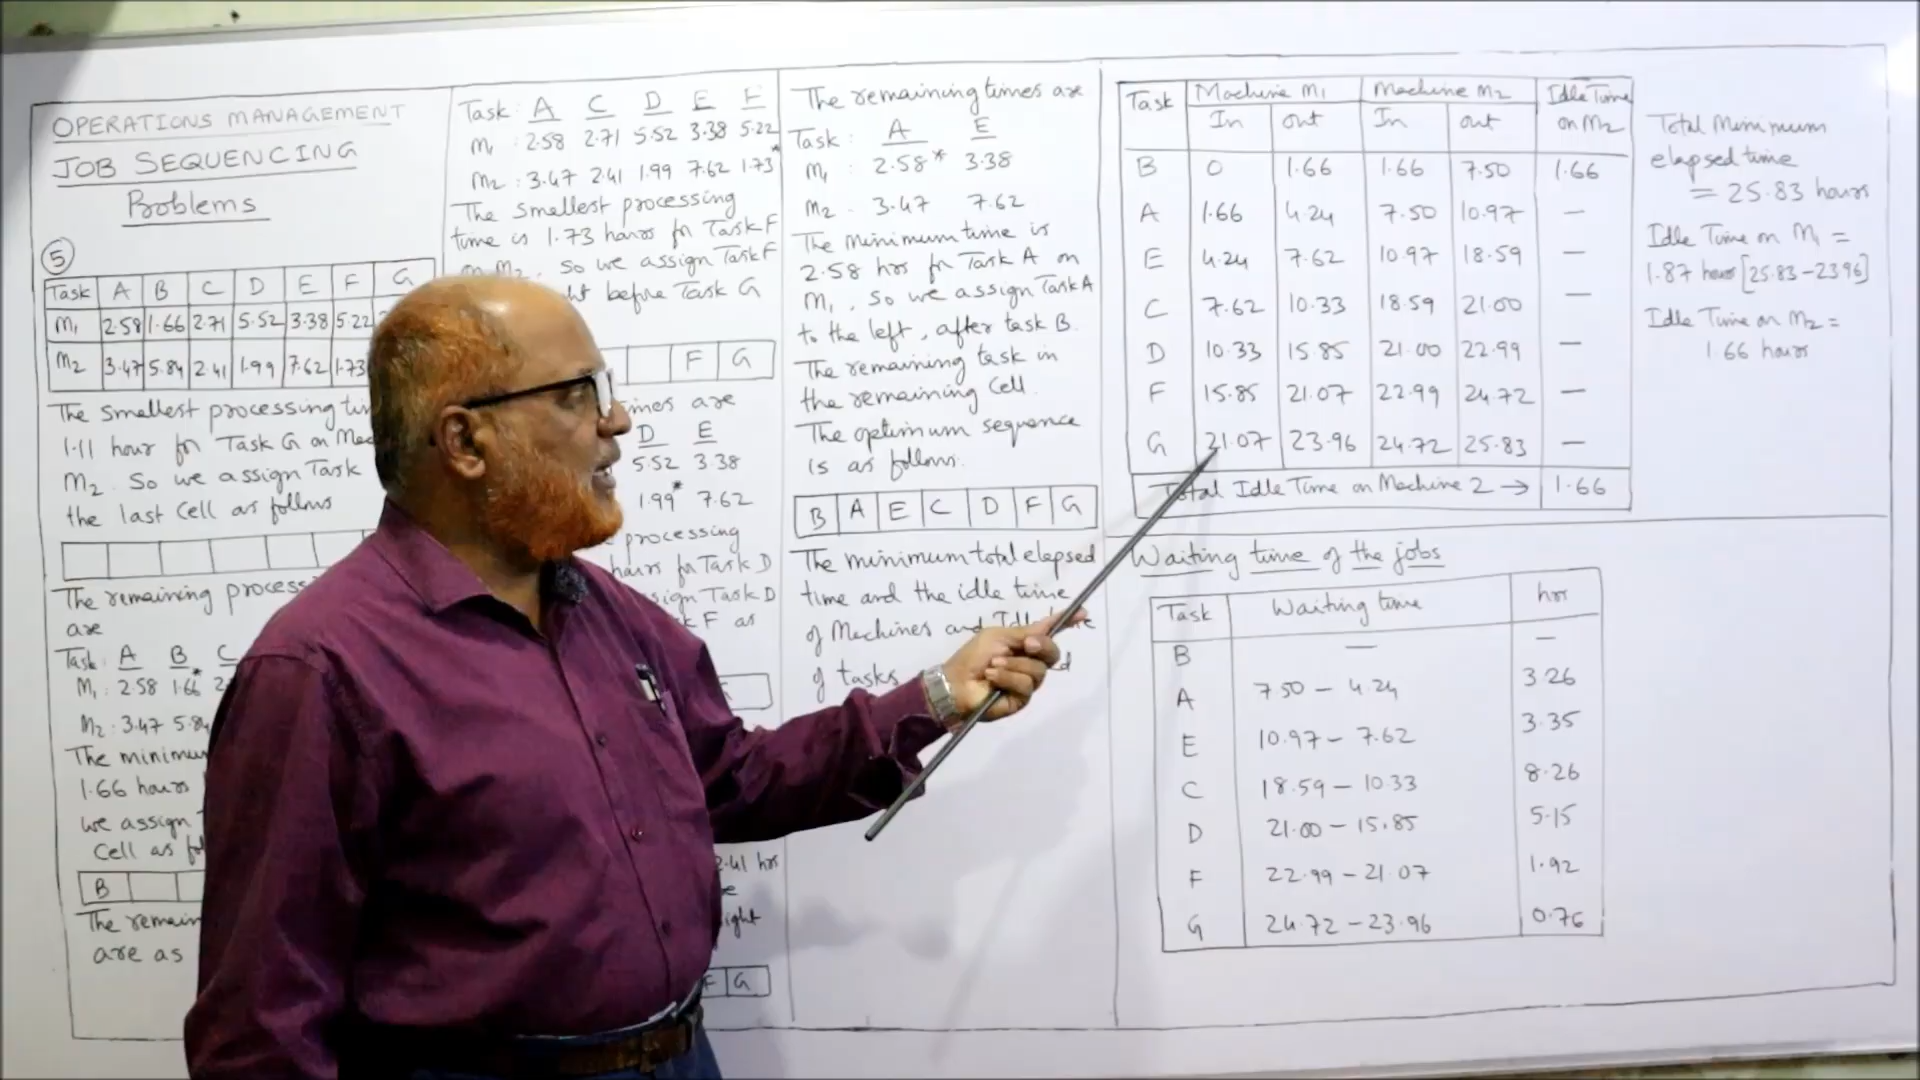 OPERATIONS MANAGEMENT
JOB SEQUENCING
Problems
5
Task A B C D E F G
M1 2.58 1.66 2.71 5.52 3.38 5.22
M2 3.47 5.84 2.41 1.99 7.62 1.73
The smallest processing
1.11 hour for Task G on
M2. So we assign Task
the last cell as follows
The remaining
are
Task: A B C
M1: 2.58 1.66*
M2: 3.47 5.84
The
1.66 hours
we assign
Cell as
B
The
are as
Task: A C D E F
M1: 2.58 2.71 5.52 3.38 5.22
M2: 3.47 2.41 1.99 7.62 1.73*
The smallest processing
time is 1.73 hours for Task F
on M2, so we assign Task F
before Task G
F G
are
D E
5.52 3.38
1.99* 7.62
processing
hours for Task D
Task D
F as
2.41 hrs
F G
The remaining times are
Task: A E
M1: 2.58* 3.38
M2: 3.47 7.62
The minimum time is
2.58 hrs for Task A on
M1, so we assign Task A
to the left, after task B.
The remaining task in
the remaining cell.
The optimum sequence
is as follows.
B A E C D F G
The minimum total elapsed
time and the idle time
of Machines and
of tasks
Task Machine M1 Machine M2 Idle Time on M2
In out In out
B 0 1.66 1.66 7.50 1.66
A 1.66 4.24 7.50 10.97 —
E 4.24 7.62 10.97 18.59 —
C 7.62 10.33 18.59 21.00 —
D 10.33 15.85 21.00 22.99 —
F 15.85 21.07 22.99 24.72 —
G 21.07 23.96 24.72 25.83 —
Total Idle Time on Machine 2 → 1.66
Total Minimum
elapsed time
= 25.83 hours
Idle Time on M1 =
1.87 hours [25.83-23.96]
Idle Time on M2 =
1.66 hours
Waiting time of the jobs
Task Waiting time hrs
B — —
A 7.50 - 4.24 3.26
E 10.97 - 7.62 3.35
C 18.59 - 10.33 8.26
D 21.00 - 15.85 5.15
F 22.99 - 21.07 1.92
G 24.72 - 23.96 0.76